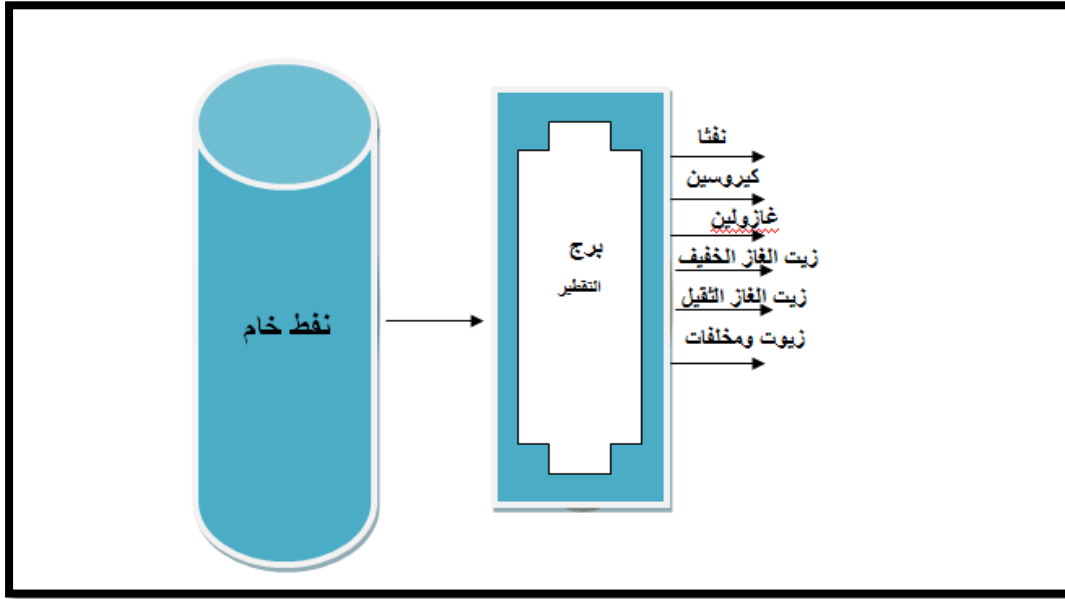 نفثا
كيروسين
غازولين
زيت الغاز الخفيف
زيت الغاز الثقيل
زيوت ومخلفات
برج
التقطير
نفط خام